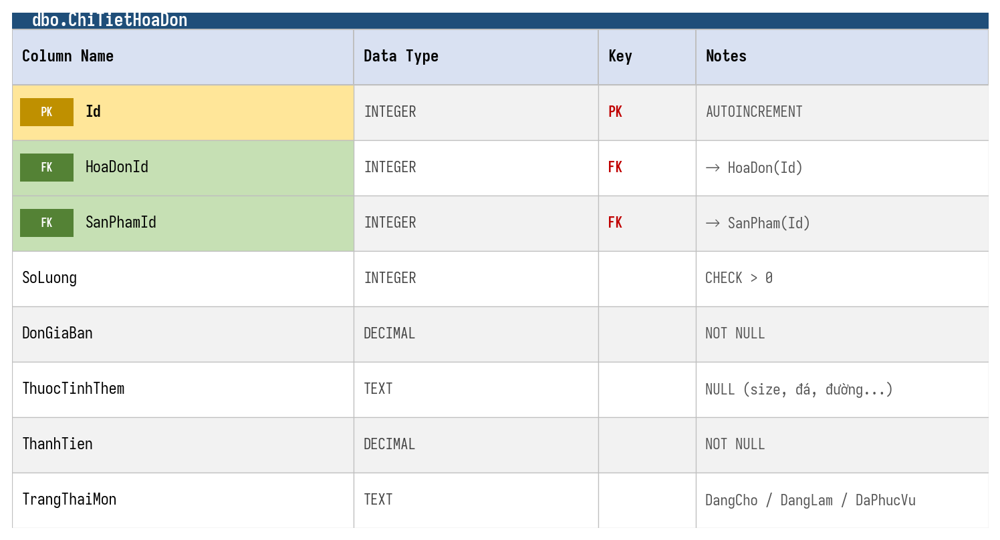 dbo.ChiTietHoaDon
Column Name Data Type Key Notes
PK Id INTEGER PK AUTOINCREMENT
FK HoaDonId INTEGER FK → HoaDon(Id)
FK SanPhamId INTEGER FK → SanPham(Id)
SoLuong INTEGER CHECK > 0
DonGiaBan DECIMAL NOT NULL
ThuocTinhThem TEXT NULL (size, đá, đường...)
ThanhTien DECIMAL NOT NULL
TrangThaiMon TEXT DangCho / DangLam / DaPhucVu